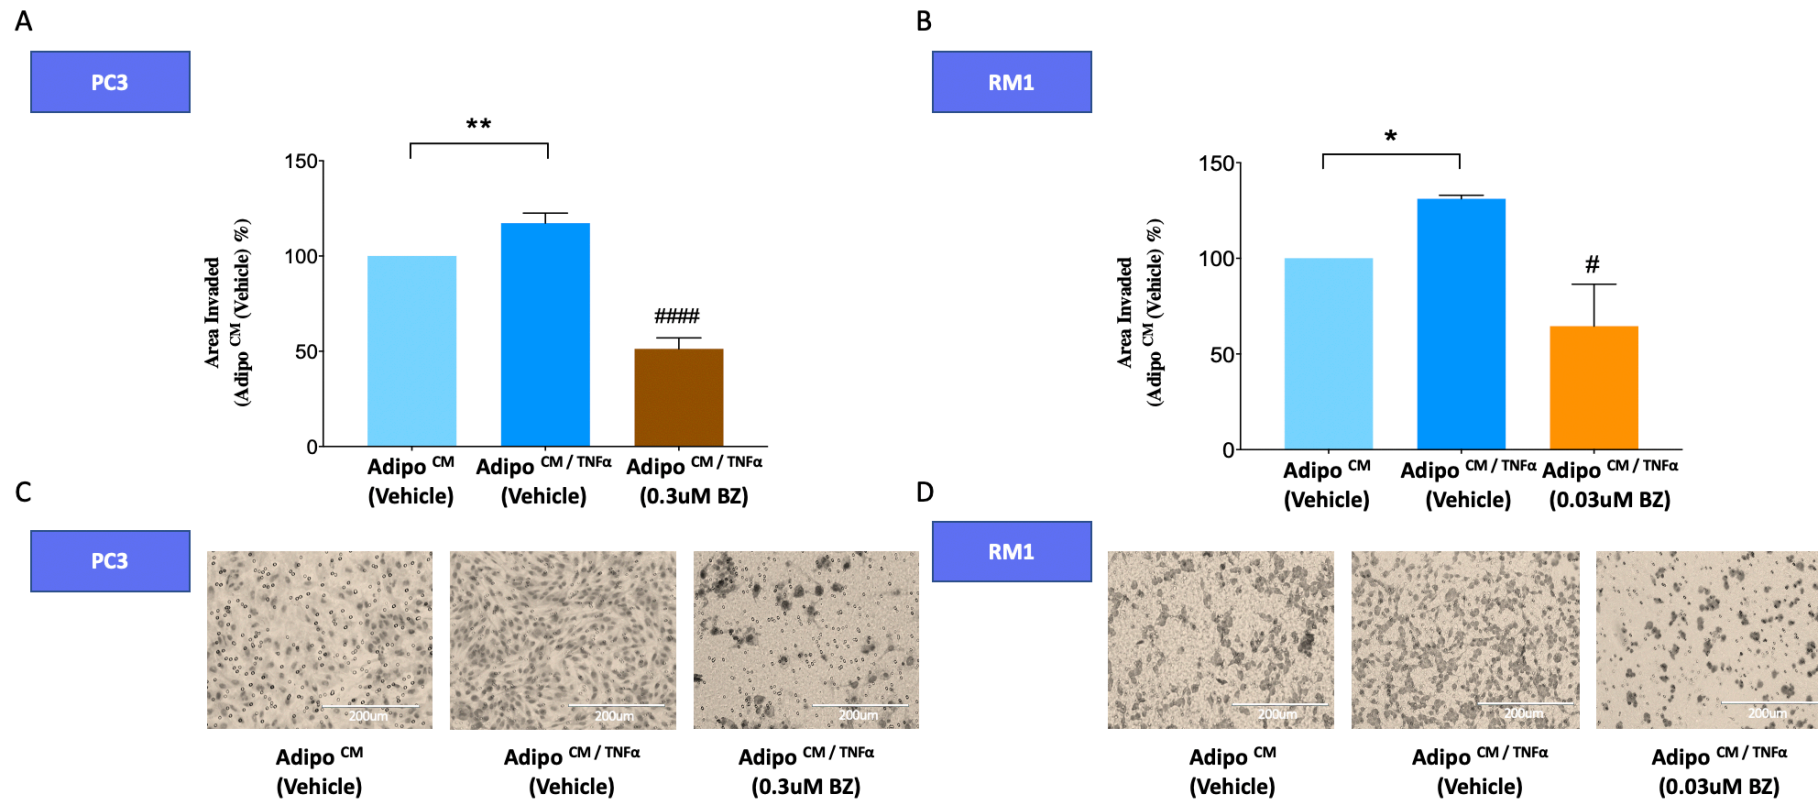 A
B
PC3
RM1
**
*
150
100
50
0
Area Invaded
(Adipo CM (Vehicle) %)
####
Adipo CM
(Vehicle)
Adipo CM / TNFα
(Vehicle)
Adipo CM / TNFα
(0.3uM BZ)
150
100
50
0
Area Invaded
(Adipo CM (Vehicle) %)
#
Adipo CM
(Vehicle)
Adipo CM / TNFα
(Vehicle)
Adipo CM / TNFα
(0.03uM BZ)
C
D
PC3
RM1
200um
200um
200um
200um
200um
200um
Adipo CM
(Vehicle)
Adipo CM / TNFα
(Vehicle)
Adipo CM / TNFα
(0.3uM BZ)
Adipo CM
(Vehicle)
Adipo CM / TNFα
(Vehicle)
Adipo CM / TNFα
(0.03uM BZ)